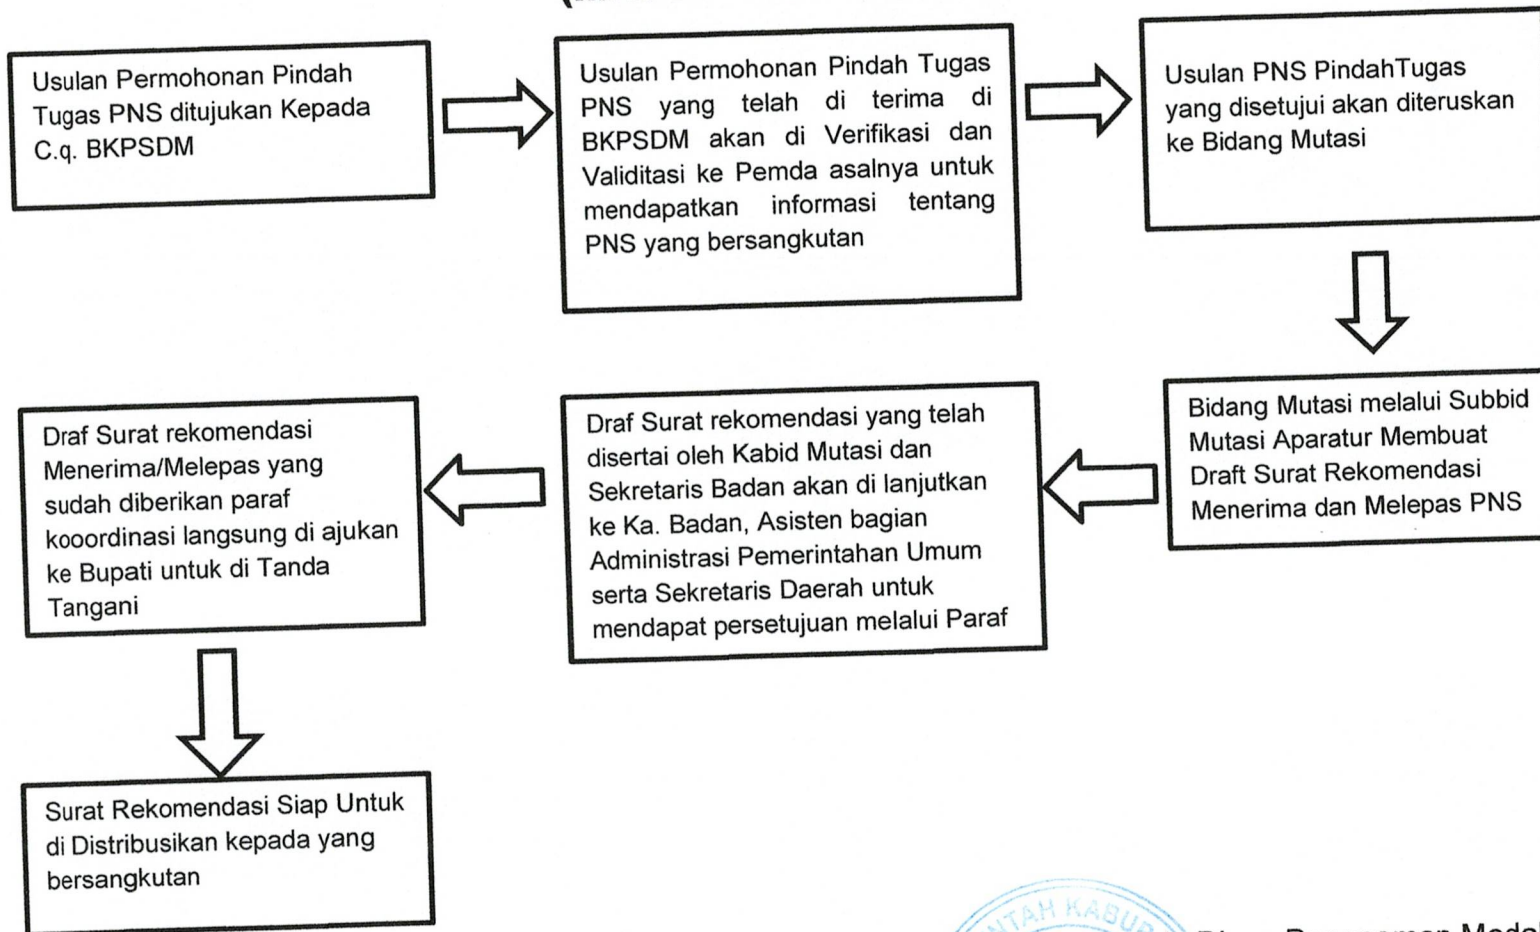 Usulan Permohonan Pindah
Tugas PNS ditujukan Kepada
C.q. BKPSDM
Usulan Permohonan Pindah Tugas
PNS yang telah di terima di
BKPSDM akan di Verifikasi dan
Validitasi ke Pemda asalnya untuk
mendapatkan informasi tentang
PNS yang bersangkutan
Usulan PNS PindahTugas
yang disetujui akan diteruskan
ke Bidang Mutasi
Bidang Mutasi melalui Subbid
Mutasi Aparatur Membuat
Draft Surat Rekomendasi
Menerima dan Melepas PNS
Draf Surat rekomendasi yang telah
disertai oleh Kabid Mutasi dan
Sekretaris Badan akan di lanjutkan
ke Ka. Badan, Asisten bagian
Administrasi Pemerintahan Umum
serta Sekretaris Daerah untuk
mendapat persetujuan melalui Paraf
Draf Surat rekomendasi
Menerima/Melepas yang
sudah diberikan paraf
kooordinasi langsung di ajukan
ke Bupati untuk di Tanda
Tangani
Surat Rekomendasi Siap Untuk
di Distribusikan kepada yang
bersangkutan
NTAH KABUP